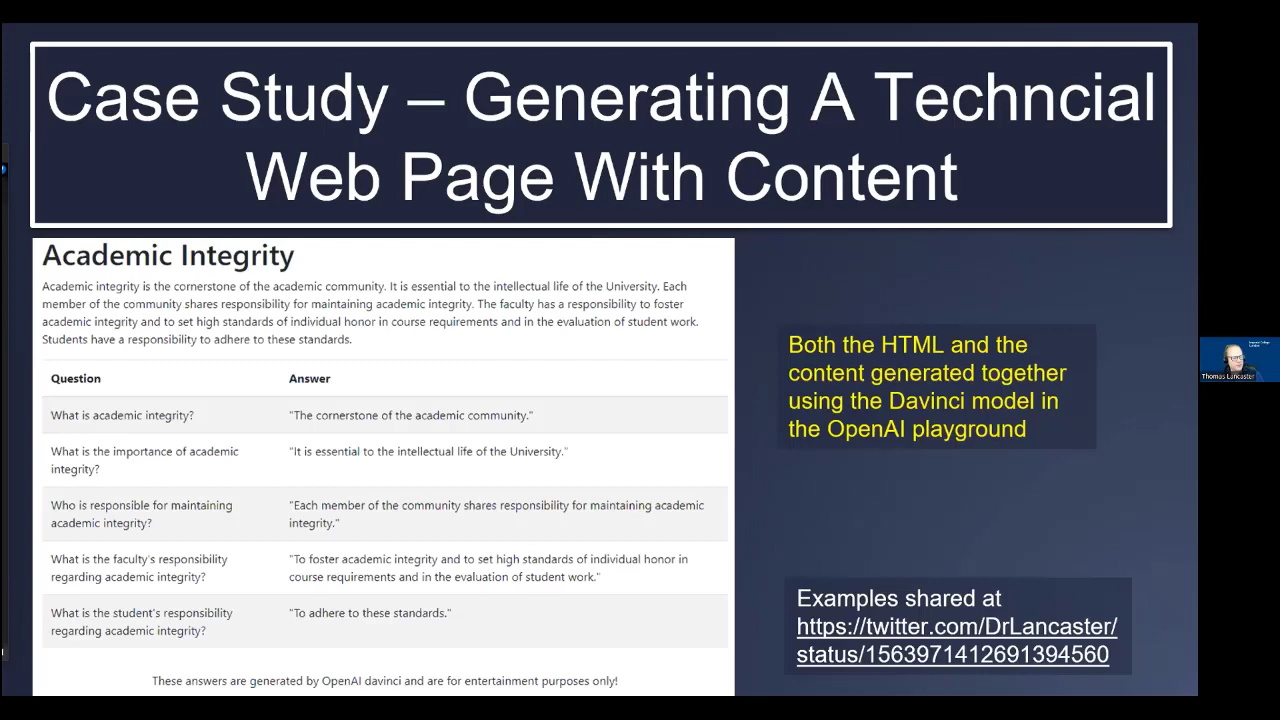 Case Study – Generating A Techncial
Web Page With Content
Academic Integrity
Academic integrity is the cornerstone of the academic community. It is essential to the intellectual life of the University. Each
member of the community shares responsibility for maintaining academic integrity. The faculty has a responsibility to foster
academic integrity and to set high standards of individual honor in course requirements and in the evaluation of student work.
Students have a responsibility to adhere to these standards.
Question Answer
What is academic integrity? "The cornerstone of the academic community."
What is the importance of academic "It is essential to the intellectual life of the University."
integrity?
Who is responsible for maintaining "Each member of the community shares responsibility for maintaining academic
academic integrity? integrity."
What is the faculty's responsibility "To foster academic integrity and to set high standards of individual honor in
regarding academic integrity? course requirements and in the evaluation of student work."
What is the student's responsibility "To adhere to these standards."
regarding academic integrity?
These answers are generated by OpenAI davinci and are for entertainment purposes only!
Both the HTML and the
content generated together
using the Davinci model in
the OpenAI playground
Examples shared at
https://twitter.com/DrLancaster/
status/1563971412691394560
Thomas Lancaster